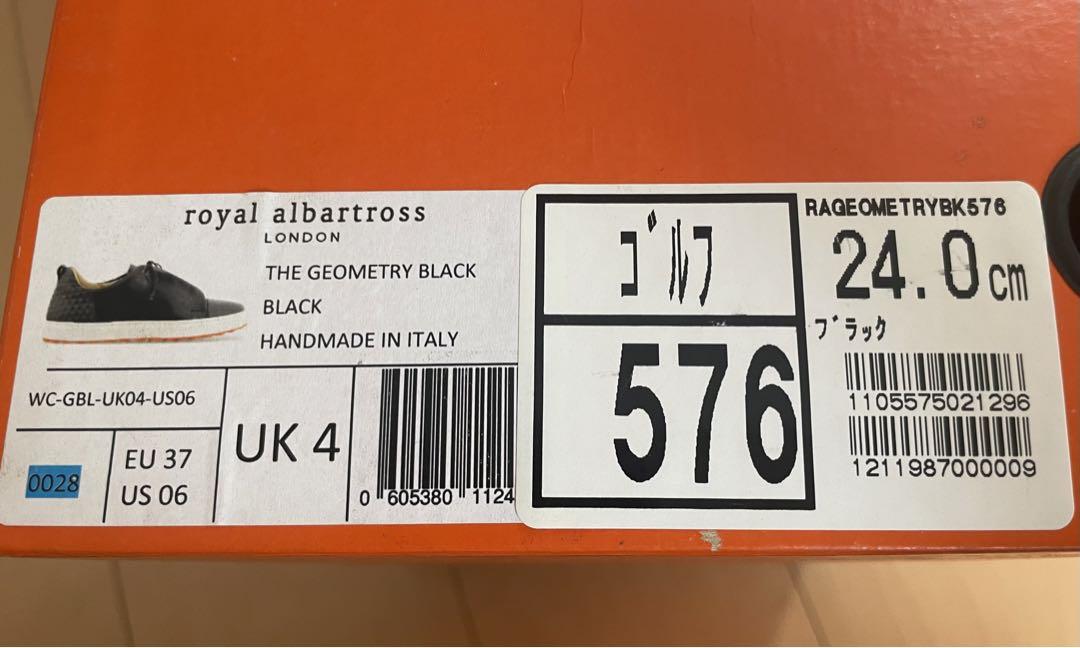 royal albartross
LONDON
THE GEOMETRY BLACK
BLACK
HANDMADE IN ITALY
WC-GBL-UK04-US06
0028
EU 37
US 06
UK 4
0 605380 1124
ゴルフ
576
RAGEOMETRYBK576
24.0cm
ブラック
1105575021296
1211987000009